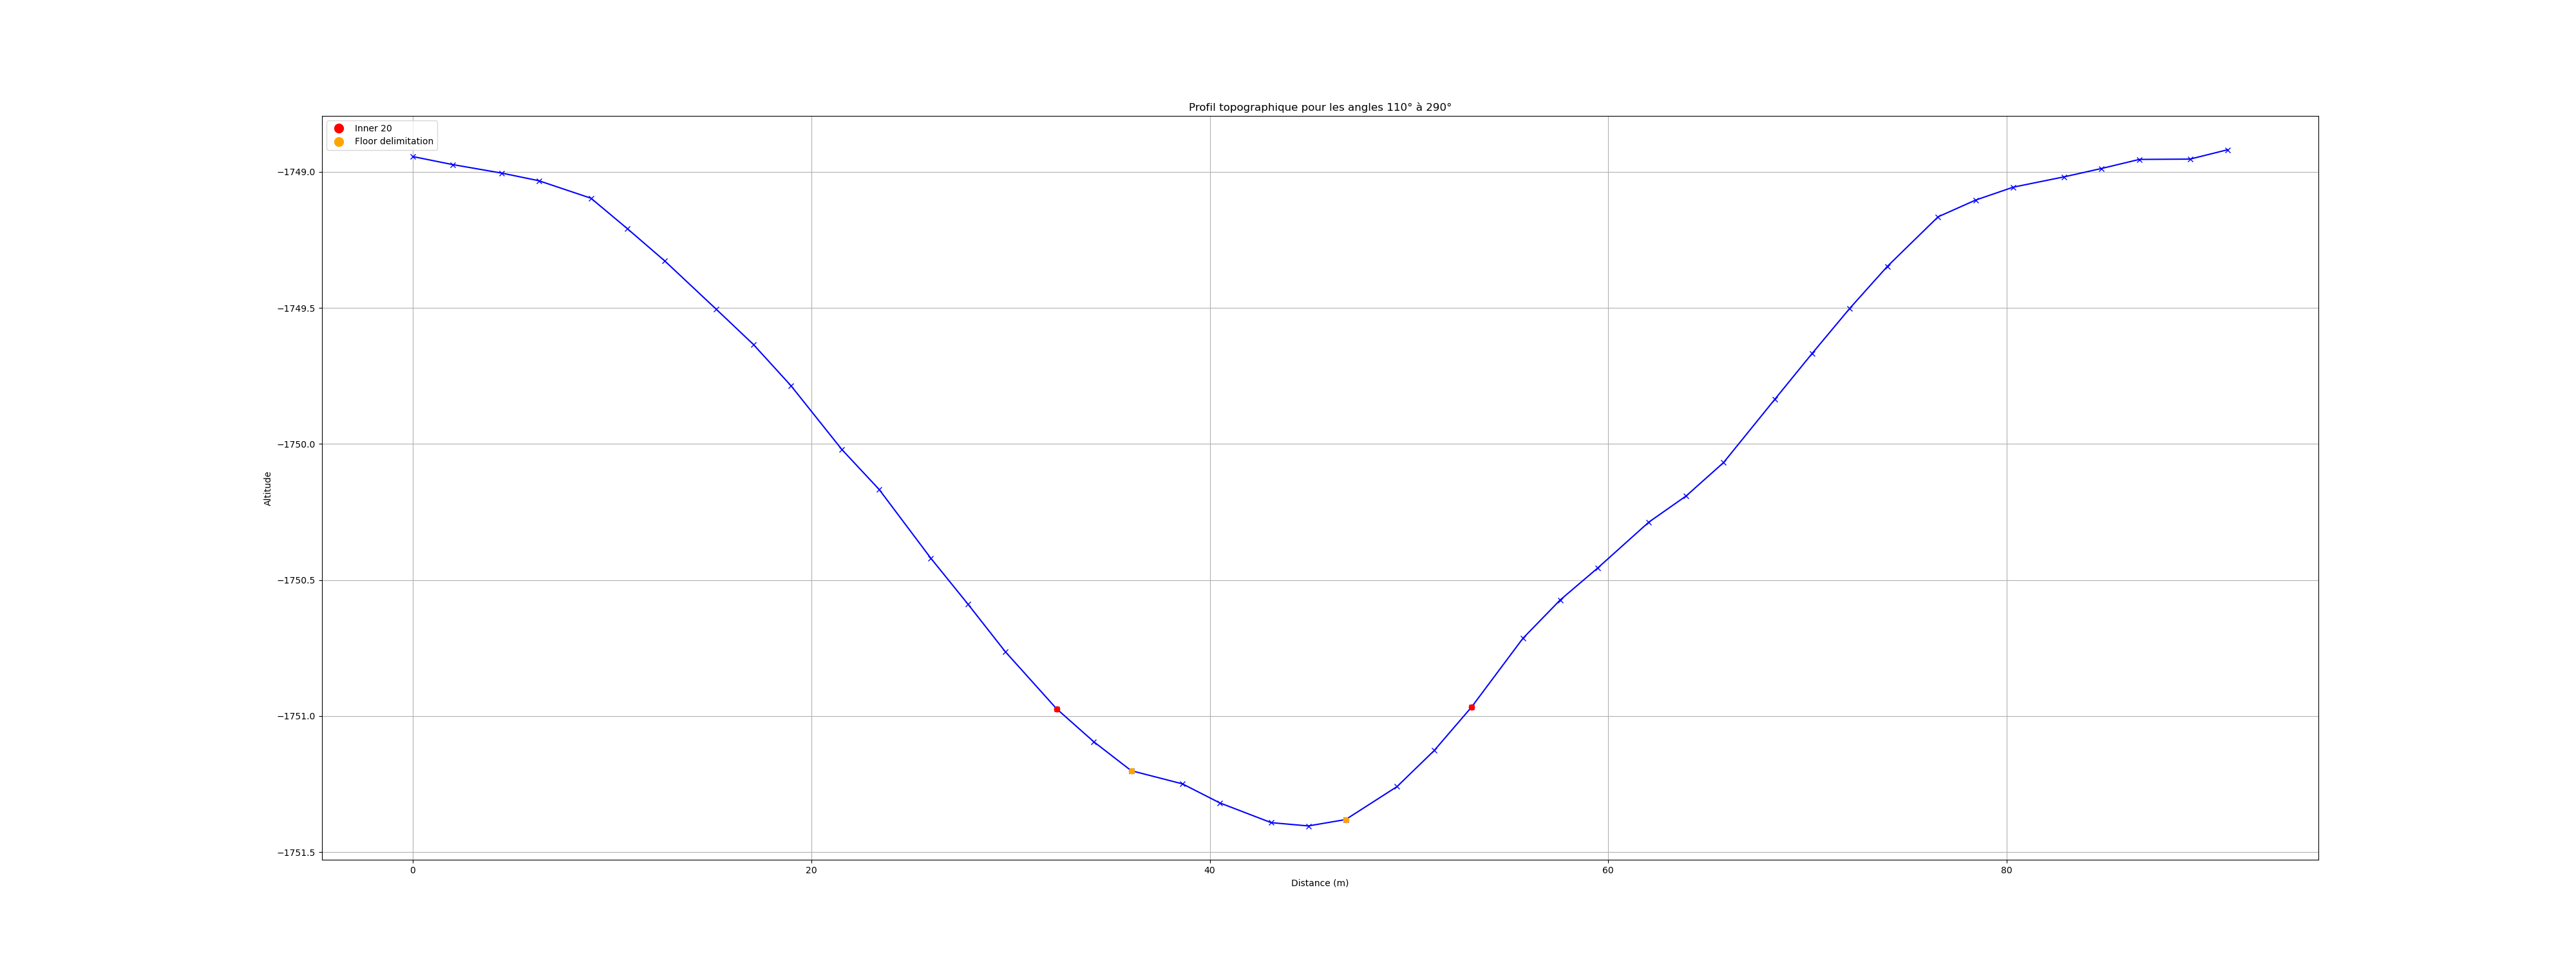 Profil topographique pour les angles 110° à 290°
Inner 20
Floor delimitation
−1749.0
−1749.5
−1750.0
−1750.5
−1751.0
−1751.5
Altitude
0 20 40 60 80
Distance (m)